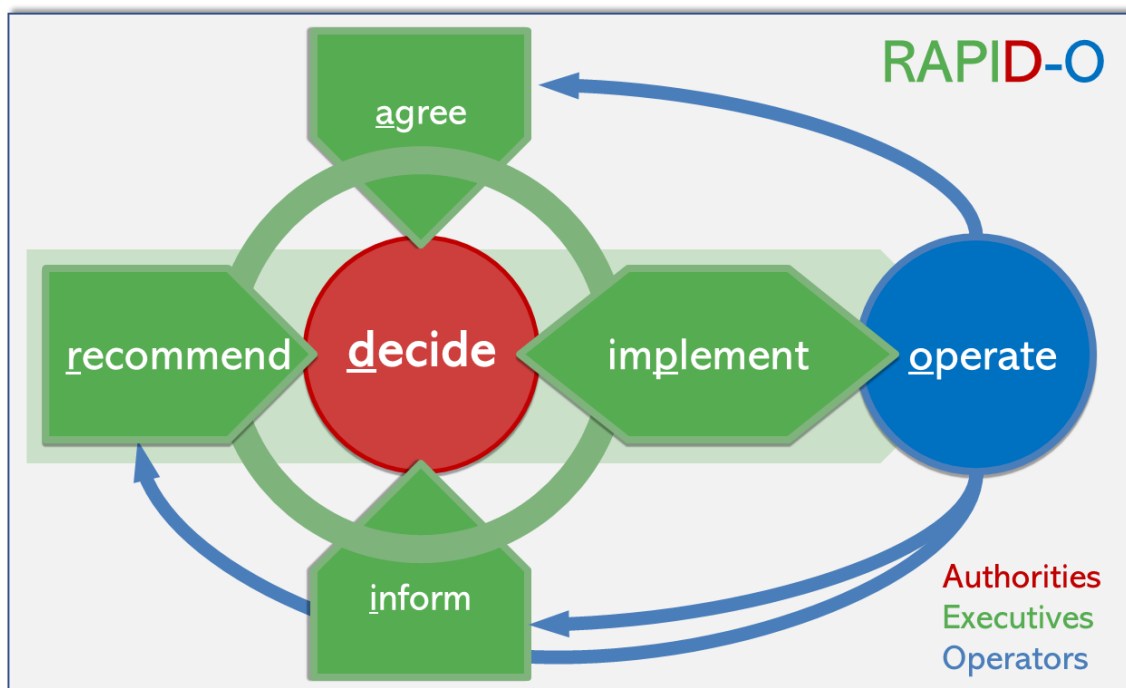 RAPID-O
agree
recommend
decide
implement
operate
inform
Authorities
Executives
Operators